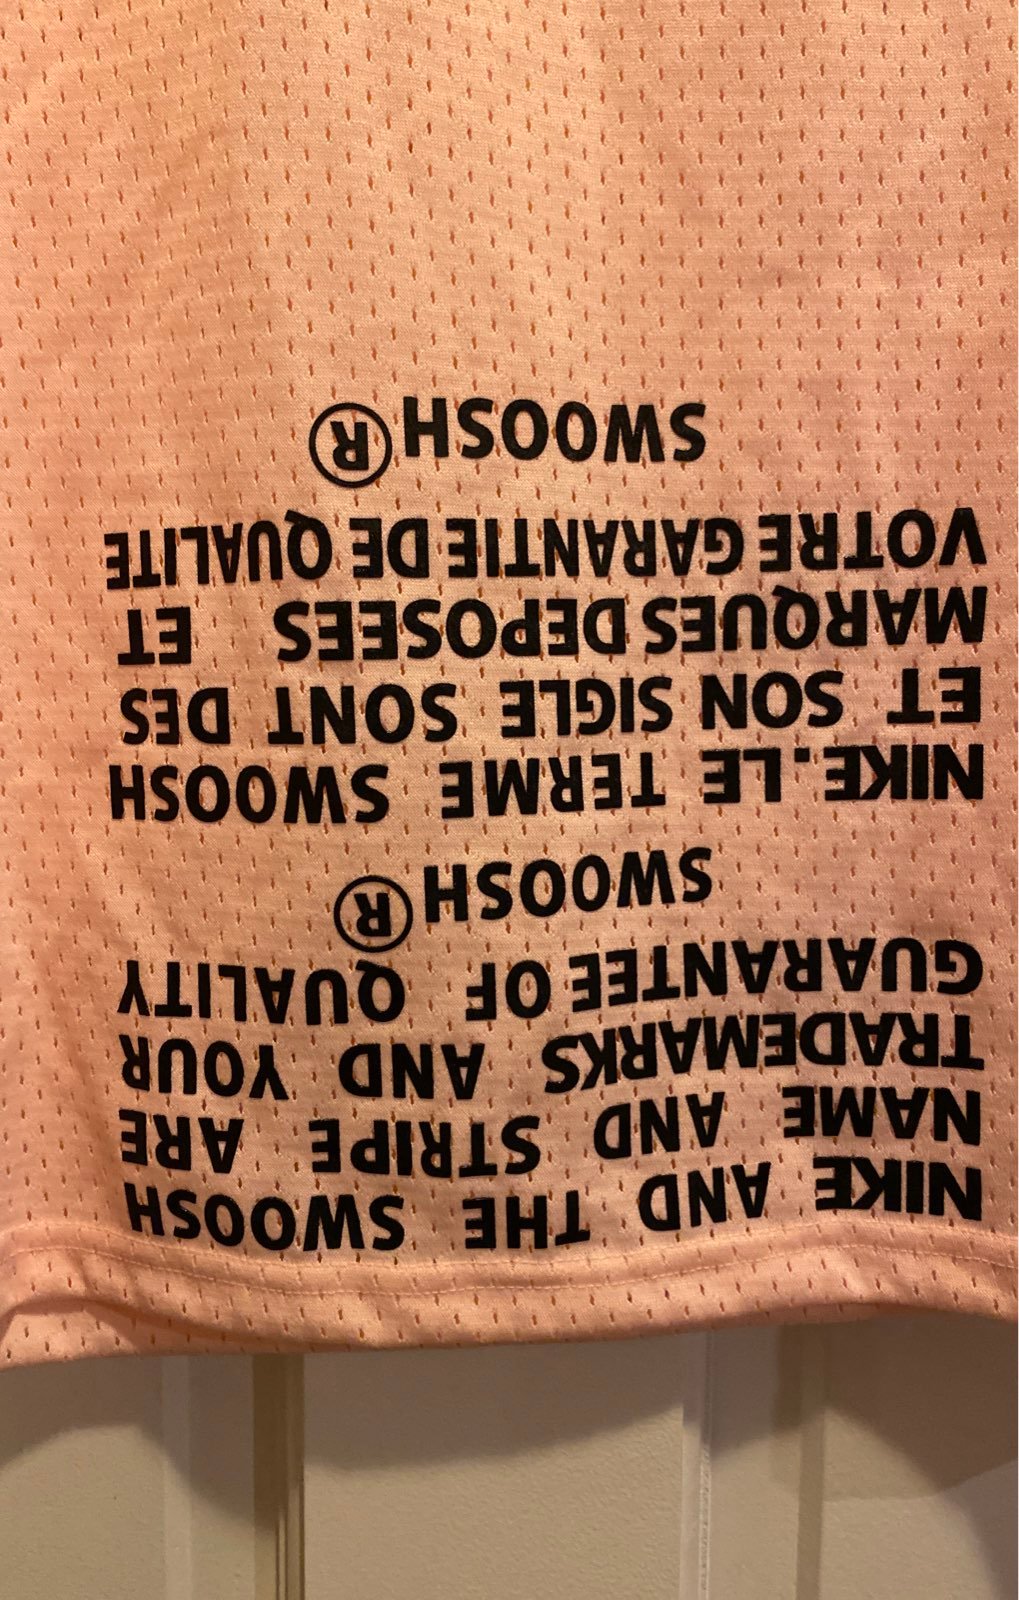 NIKE AND THE SWOOSH
NAME AND STRIPE ARE
TRADEMARKS AND YOUR
GUARANTEE OF QUALITY
SWOOSH ®
NIKE.LE TERME SWOOSH
ET SON SIGLE SONT DES
MARQUES DEPOSEES ET
VOTRE GARANTIE DE QUALITE
SWOOSH ®